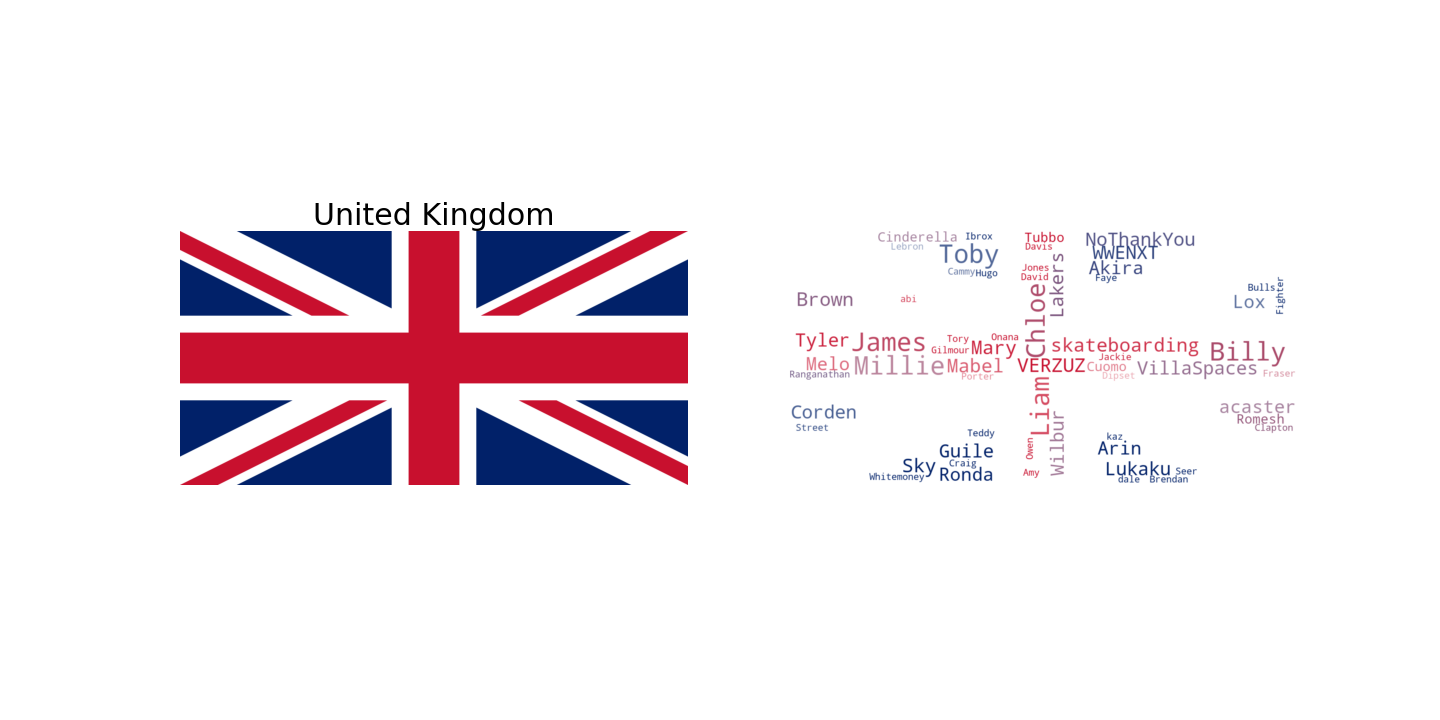 United Kingdom
Cinderella
Ibrox
Lebron
Toby
Cammy
Hugo
Tubbo
Davis
NoThankYou
WWENXT
Akira
Faye
Jones
David
Lakers
Chloe
Brown
abi
Bulls
Lox
Fighter
Tyler
James
Tory
Onana
Gilmour
Mary
skateboarding
Billy
Melo
Millie
Mabel
VERZUZ
Jackie
Cuomo
VillaSpaces
Ranganathan
Porter
Dipset
Fraser
Liam
Wilbur
Corden
Street
acaster
Romesh
Clapton
Teddy
Guile
Owen
kaz
Arin
Sky
Craig
Whitemoney
Ronda
Amy
Lukaku
Seer
dale
Brendan